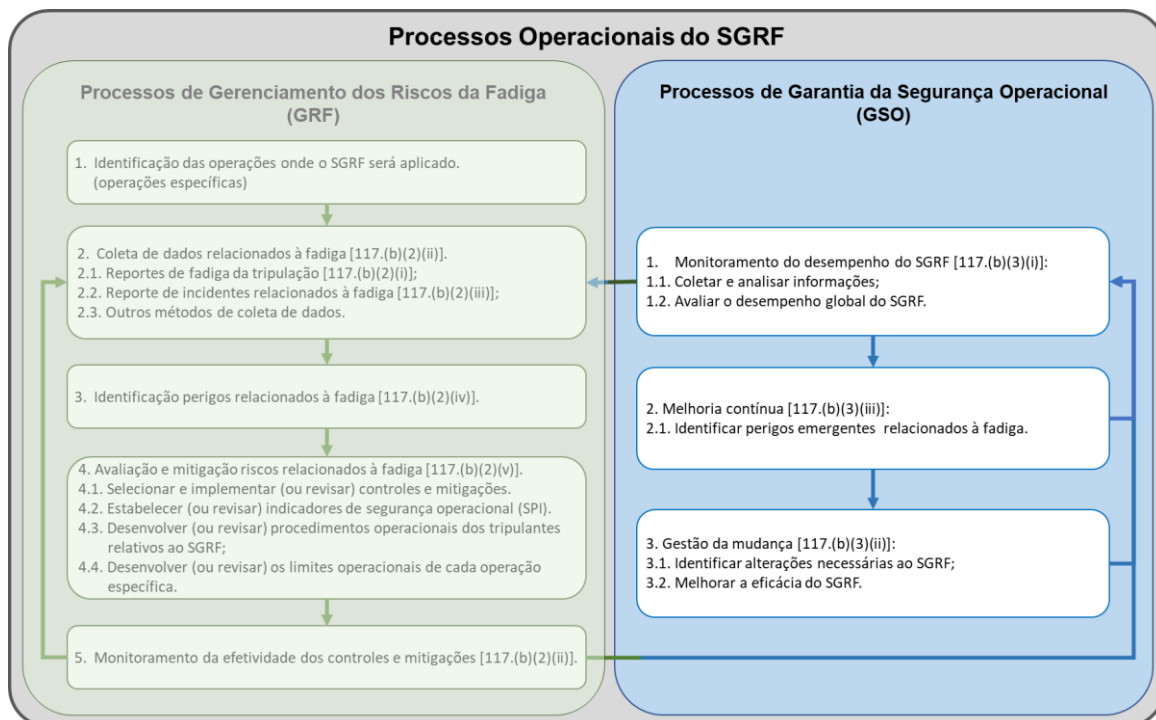 Processos Operacionais do SGRF
Processos de Gerenciamento dos Riscos da Fadiga
(GRF)
1. Identificação das operações onde o SGRF será aplicado.
(operações específicas)
2. Coleta de dados relacionados à fadiga [117.(b)(2)(ii)].
2.1. Reportes de fadiga da tripulação [117.(b)(2)(i)];
2.2. Reporte de incidentes relacionados à fadiga [117.(b)(2)(iii)];
2.3. Outros métodos de coleta de dados.
3. Identificação perigos relacionados à fadiga [117.(b)(2)(iv)].
4. Avaliação e mitigação riscos relacionados à fadiga [117.(b)(2)(v)].
4.1. Selecionar e implementar (ou revisar) controles e mitigações.
4.2. Estabelecer (ou revisar) indicadores de segurança operacional (SPI).
4.3. Desenvolver (ou revisar) procedimentos operacionais dos tripulantes
relativos ao SGRF;
4.4. Desenvolver (ou revisar) os limites operacionais de cada operação
específica.
5. Monitoramento da efetividade dos controles e mitigações [117.(b)(2)(ii)].
Processos de Garantia da Segurança Operacional
(GSO)
1. Monitoramento do desempenho do SGRF [117.(b)(3)(i)]:
1.1. Coletar e analisar informações;
1.2. Avaliar o desempenho global do SGRF.
2. Melhoria contínua [117.(b)(3)(iii)]:
2.1. Identificar perigos emergentes relacionados à fadiga.
3. Gestão da mudança [117.(b)(3)(ii)]:
3.1. Identificar alterações necessárias ao SGRF;
3.2. Melhorar a eficácia do SGRF.